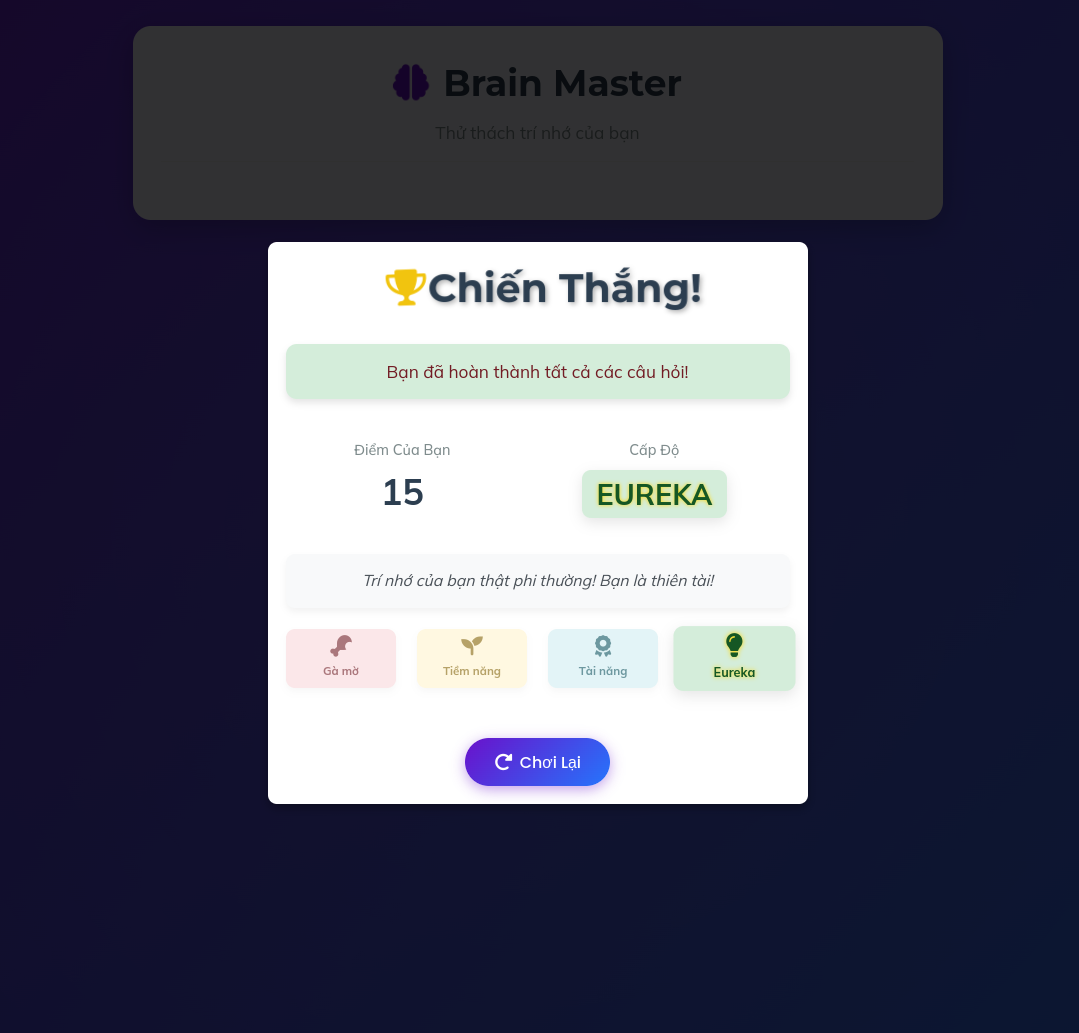 Brain Master
Thử thách trí nhớ của bạn
Chiến Thắng!
Bạn đã hoàn thành tất cả các câu hỏi!
Điểm Của Bạn
Cấp Độ
15
EUREKA
Trí nhớ của bạn thật phi thường! Bạn là thiên tài!
Gà mờ
Tiềm năng
Tài năng
Eureka
Chơi Lại